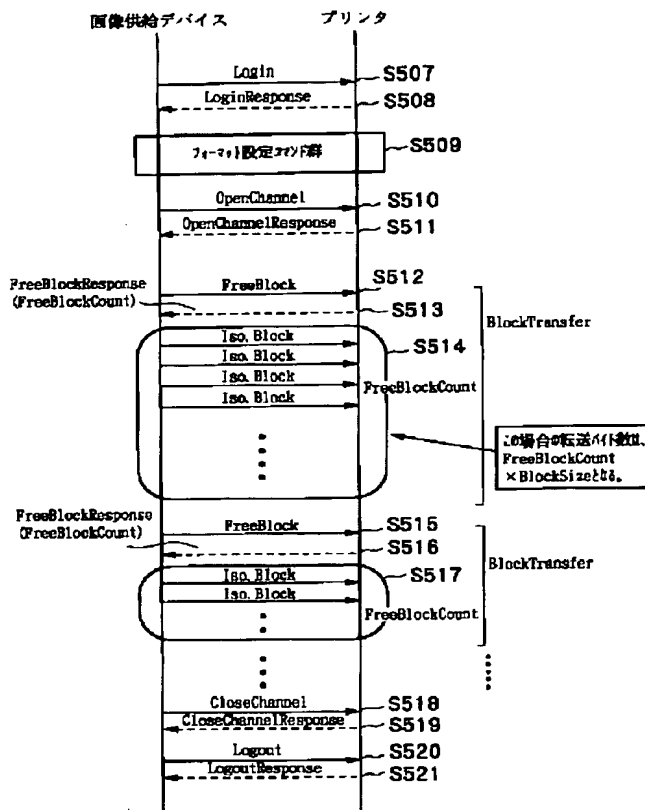 画像供給デバイス プリンタ
Login S507
LoginResponse S508
フォーマット設定コマンド群 S509
OpenChannel S510
OpenChannelResponse S511
FreeBlockResponse
(FreeBlockCount)
FreeBlock S512
S513
BlockTransfer
Iso.Block S514
Iso.Block
Iso.Block
FreeBlockCount
Iso.Block
この場合の転送バイト数は、
FreeBlockCount
×BlockSizeとなる。
FreeBlockResponse
(FreeBlockCount)
FreeBlock S515
S516
BlockTransfer
Iso.Block S517
Iso.Block
FreeBlockCount
CloseChannel S518
CloseChannelResponse S519
Logout S520
LogoutResponse S521